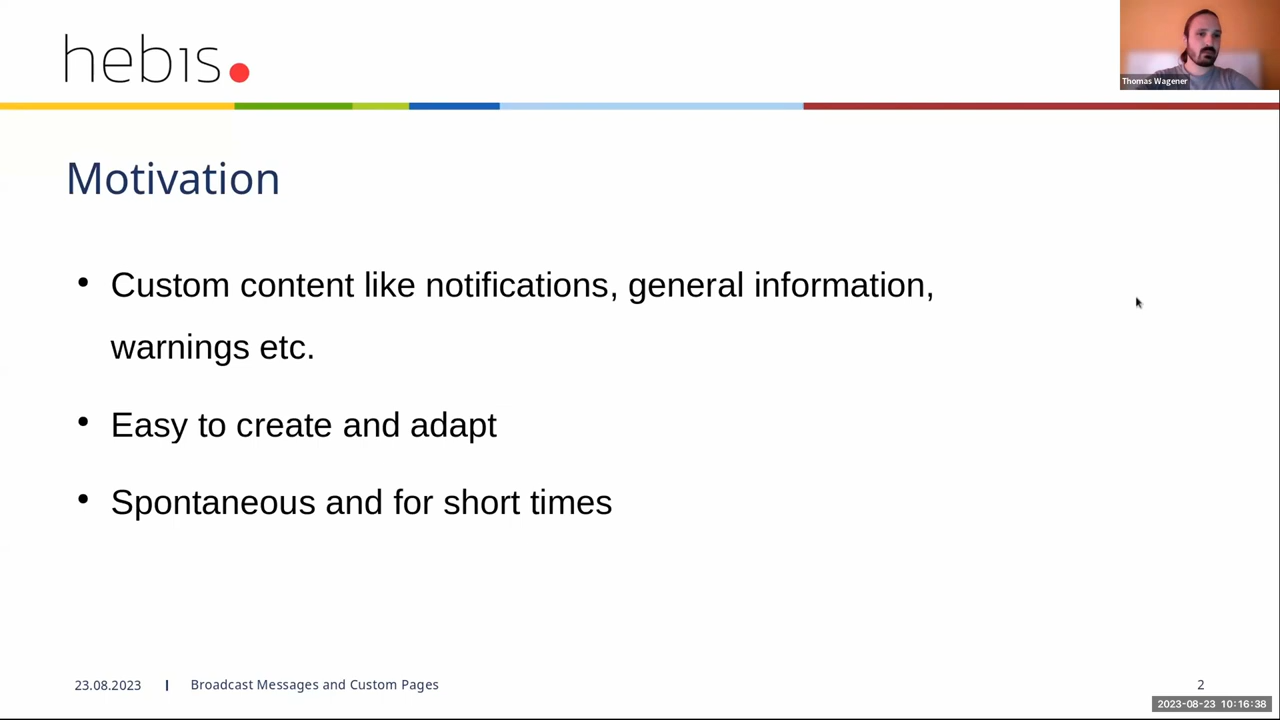 hebis
Thomas Wagener
Motivation
• Custom content like notifications, general information,
warnings etc.
• Easy to create and adapt
• Spontaneous and for short times
23.08.2023 | Broadcast Messages and Custom Pages 2
2023-08-23 10:16:38